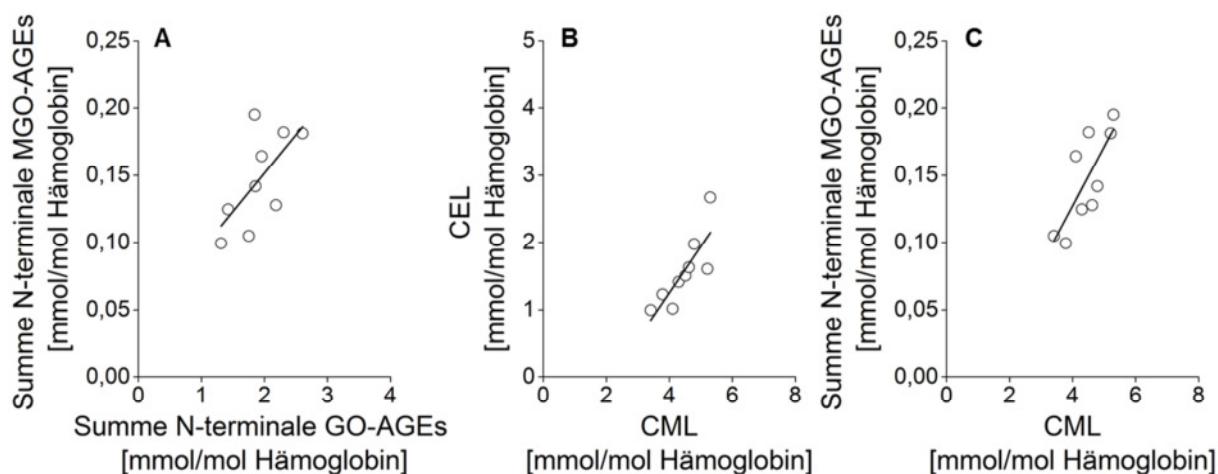 A
Summe N-terminale MGO-AGEs
[mmol/mol Hämoglobin]
0,25
0,20
0,15
0,10
0,05
0,00
0
1
2
3
4
Summe N-terminale GO-AGEs
[mmol/mol Hämoglobin]
B
CEL
[mmol/mol Hämoglobin]
5
4
3
2
1
0
0
2
4
6
8
CML
[mmol/mol Hämoglobin]
C
Summe N-terminale MGO-AGEs
[mmol/mol Hämoglobin]
0,25
0,20
0,15
0,10
0,05
0,00
0
2
4
6
8
CML
[mmol/mol Hämoglobin]